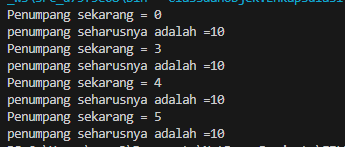 Penumpang sekarang = 0
penumpang seharusnya adalah =10
Penumpang sekarang = 3
penumpang seharusnya adalah =10
Penumpang sekarang = 4
penumpang seharusnya adalah =10
Penumpang sekarang = 5
penumpang seharusnya adalah =10